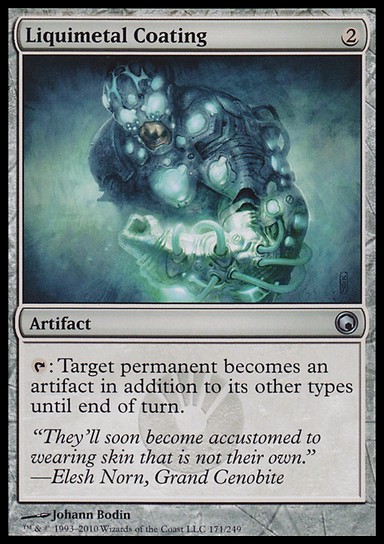 Liquimetal Coating 2
Artifact
: Target permanent becomes an
artifact in addition to its other types
until end of turn.
“They’ll soon become accustomed to
wearing skin that is not their own.”
—Elesh Norn, Grand Cenobite
Johann Bodin
™ & © 1993–2010 Wizards of the Coast LLC 171/249